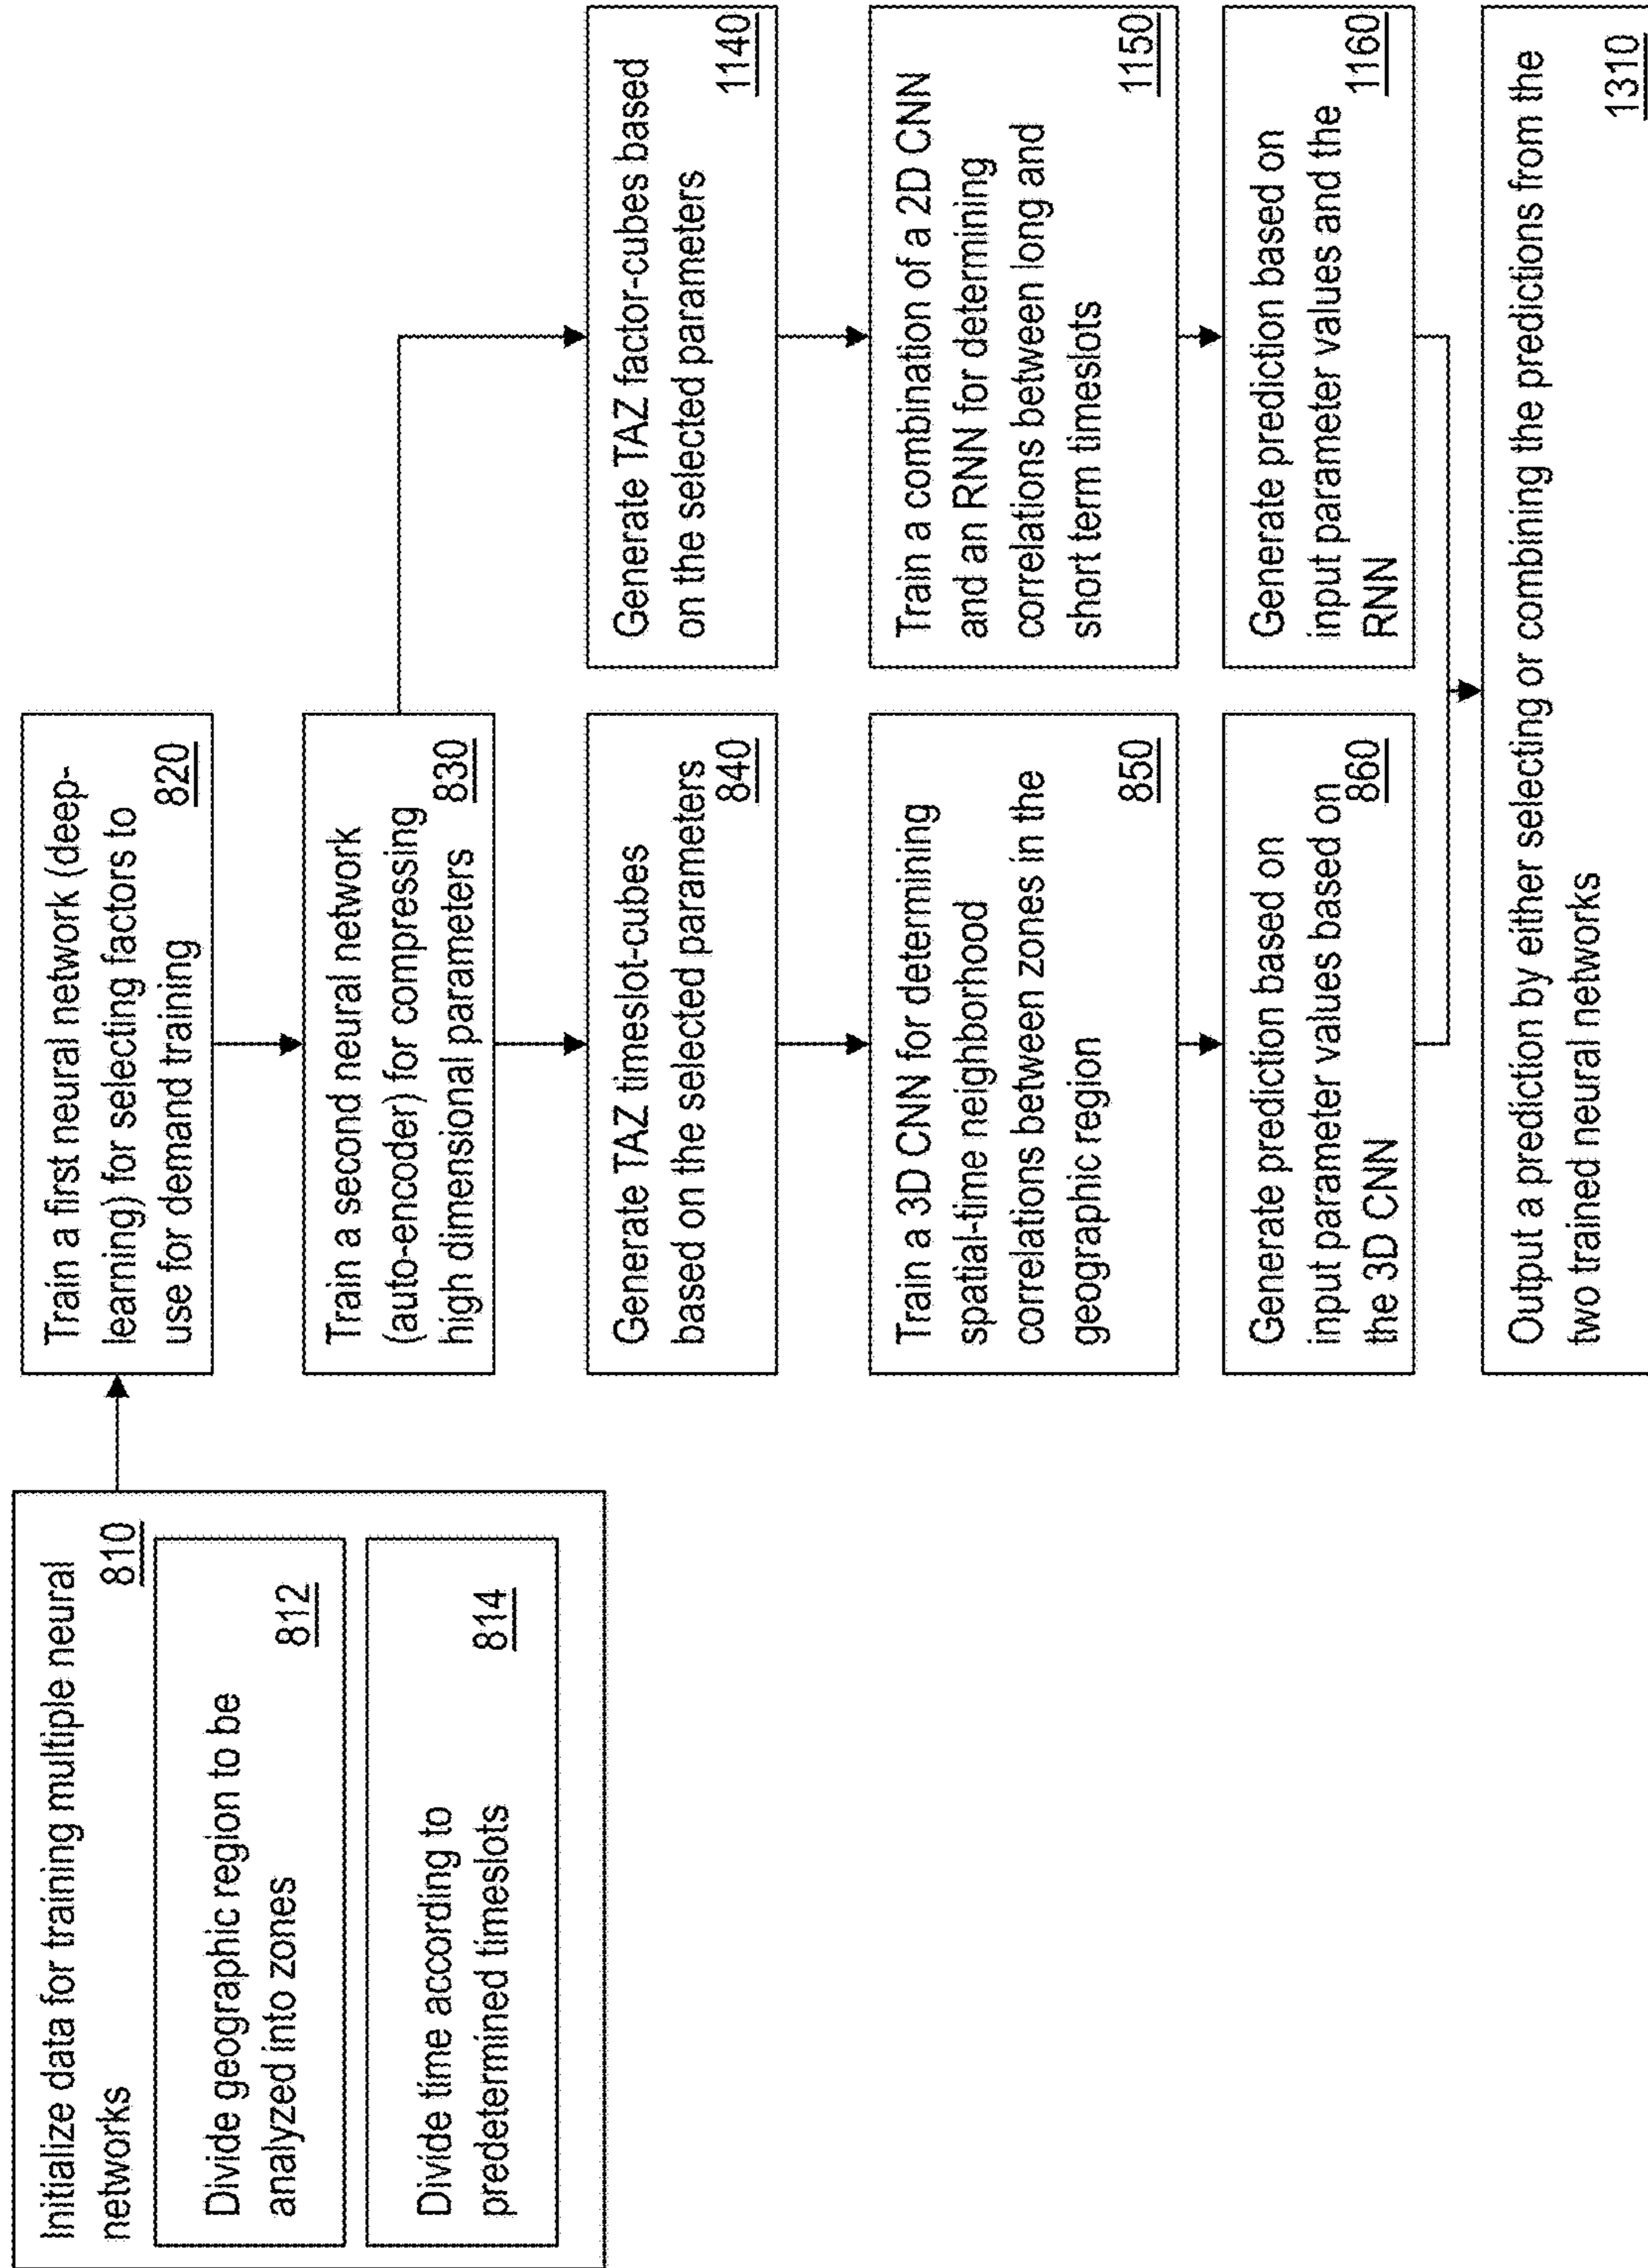 Initialize data for training multiple neural
networks
810
Divide geographic region to be
analyzed into zones
812
Divide time according to
predetermined timeslots
814
Train a first neural network (deep-
learning) for selecting factors to
use for demand training
820
Train a second neural network
(auto-encoder) for compressing
high dimensional parameters
830
Generate TAZ timeslot-cubes
based on the selected parameters
840
Train a 3D CNN for determining
spatial-time neighborhood
correlations between zones in the
geographic region
850
Generate prediction based on
input parameter values based on
the 3D CNN
860
Generate TAZ factor-cubes based
on the selected parameters
1140
Train a combination of a 2D CNN
and an RNN for determining
correlations between long and
short term timeslots
1150
Generate prediction based on
input parameter values and the
RNN
1160
Output a prediction by either selecting or combining the predictions from the
two trained neural networks
1310